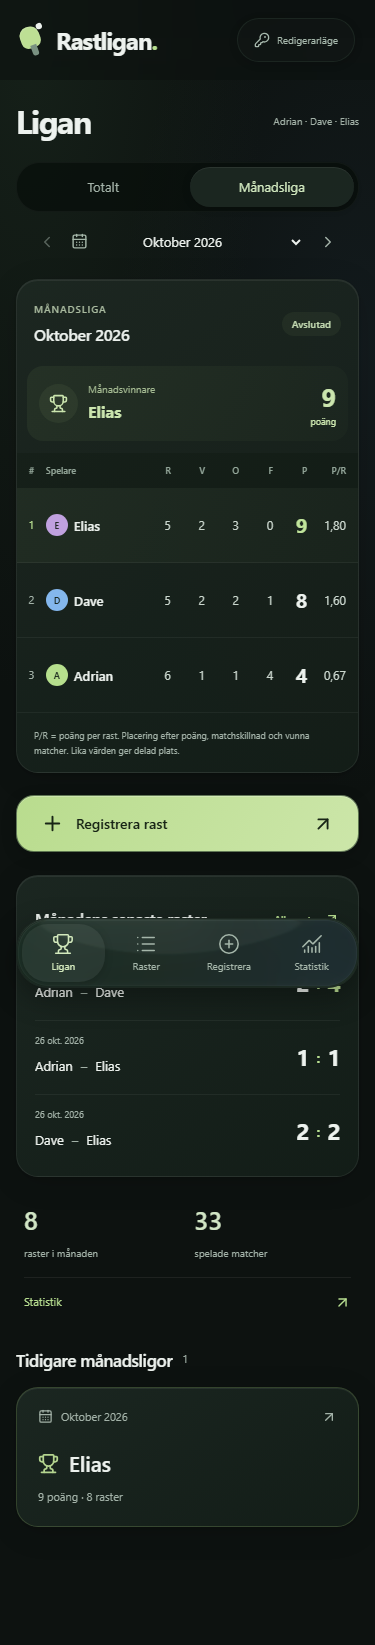 Rastligan.
Redigerarläge
Ligan
Adrian · Dave · Elias
Totalt
Månadsliga
Oktober 2026
MÅNADSLIGA
Oktober 2026
Avslutad
Månadsvinnare
Elias
9
poäng
# Spelare R V O F P P/R
1 E Elias 5 2 3 0 9 1,80
2 D Dave 5 2 2 1 8 1,60
3 A Adrian 6 1 1 4 4 0,67
P/R = poäng per rast. Placering efter poäng, matchskillnad och vunna
matcher. Lika värden ger delad plats.
Registrera rast
Ligan
Raster
Registrera
Statistik
Adrian – Dave
26 okt. 2026
Adrian – Elias
1 : 1
26 okt. 2026
Dave – Elias
2 : 2
8
raster i månaden
33
spelade matcher
Statistik
Tidigare månadsligor 1
Oktober 2026
Elias
9 poäng · 8 raster